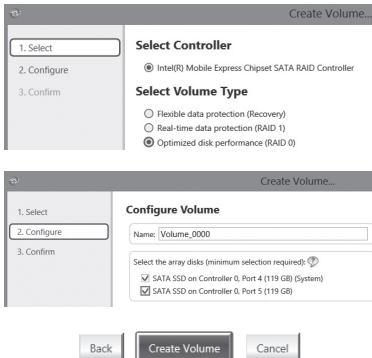 Create Volume...
1. Select
2. Configure
3. Confirm
Select Controller
Intel(R) Mobile Express Chipset SATA RAID Controller
Select Volume Type
Flexible data protection (Recovery)
Real-time data protection (RAID 1)
Optimized disk performance (RAID 0)
Create Volume...
1. Select
2. Configure
3. Confirm
Configure Volume
Name: Volume_0000
Select the array disks (minimum selection required):
SATA SSD on Controller 0, Port 4 (119 GB) (System)
SATA SSD on Controller 0, Port 5 (119 GB)
Back
Create Volume
Cancel